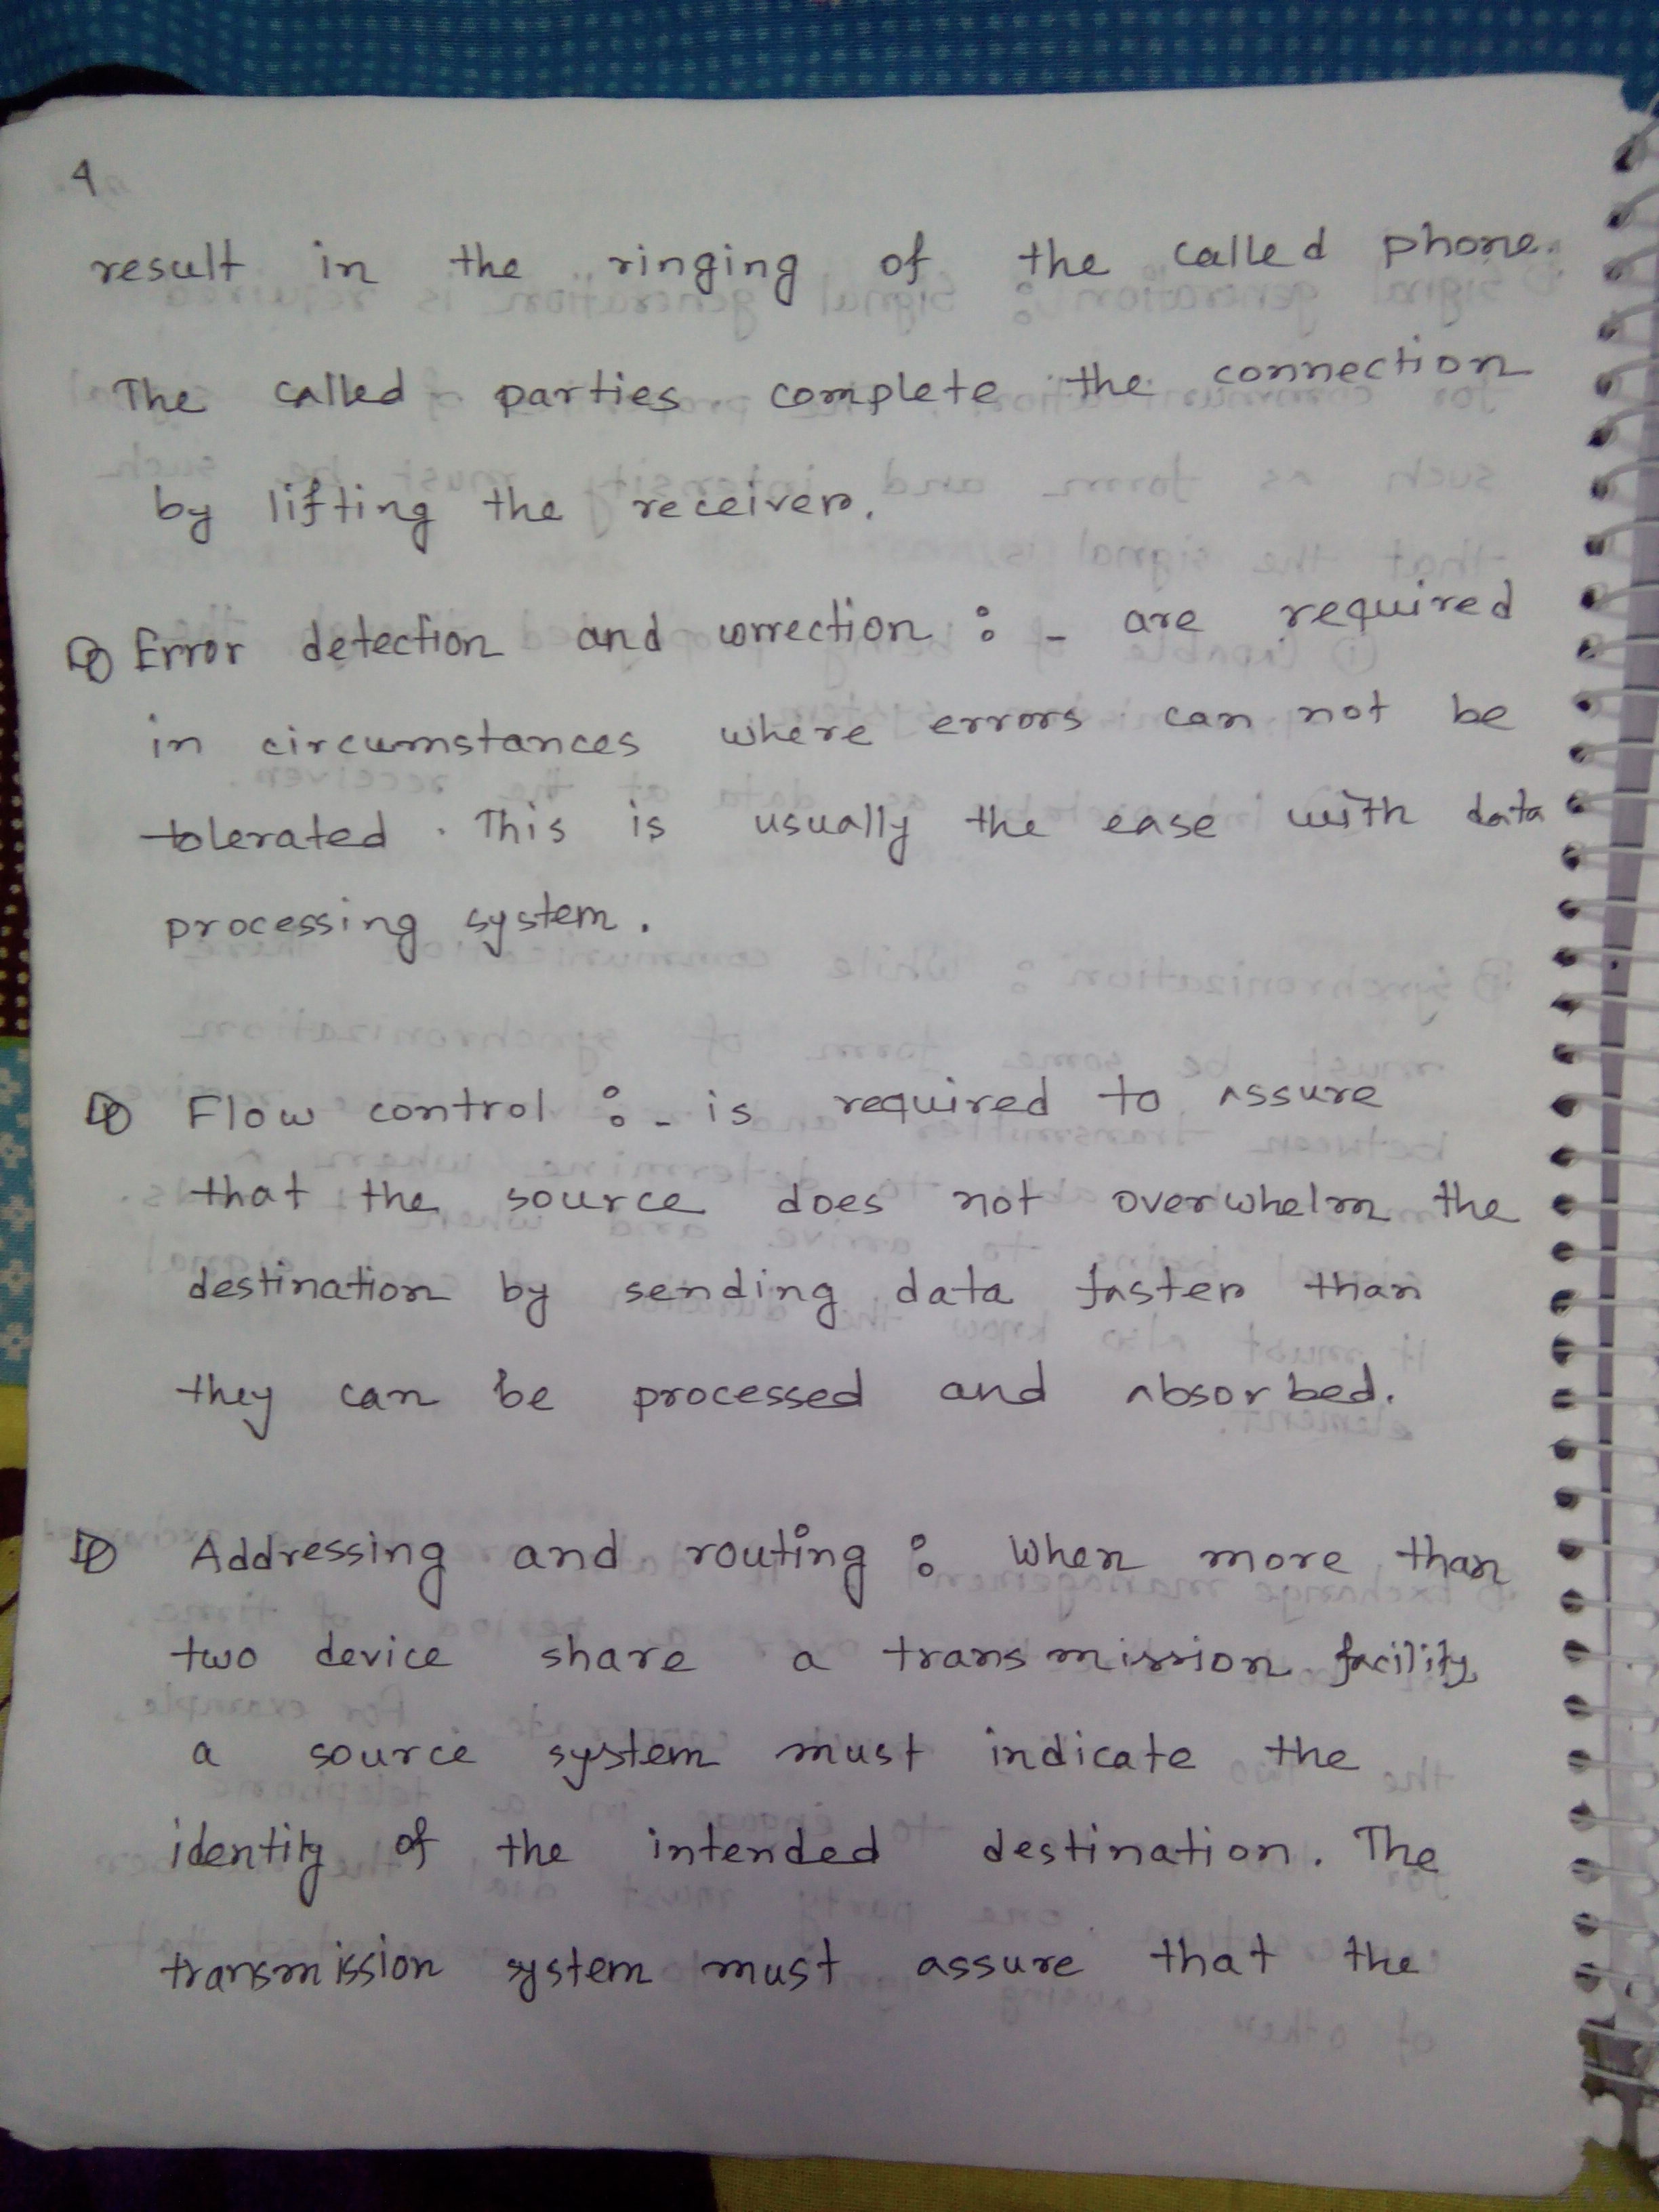 4
result in the ringing of the called phone.
The called parties complete the connection
by lifting the receiver.
Error detection and correction :- are required
in circumstances where errors can not be
tolerated. This is usually the case with data
processing system.
Flow control :- is required to assure
that the source does not overwhelm the
destination by sending data faster than
they can be processed and absorbed.
Addressing and routing : When more than
two device share a transmission facility,
a source system must indicate the
identity of the intended destination. The
transmission system must assure that the